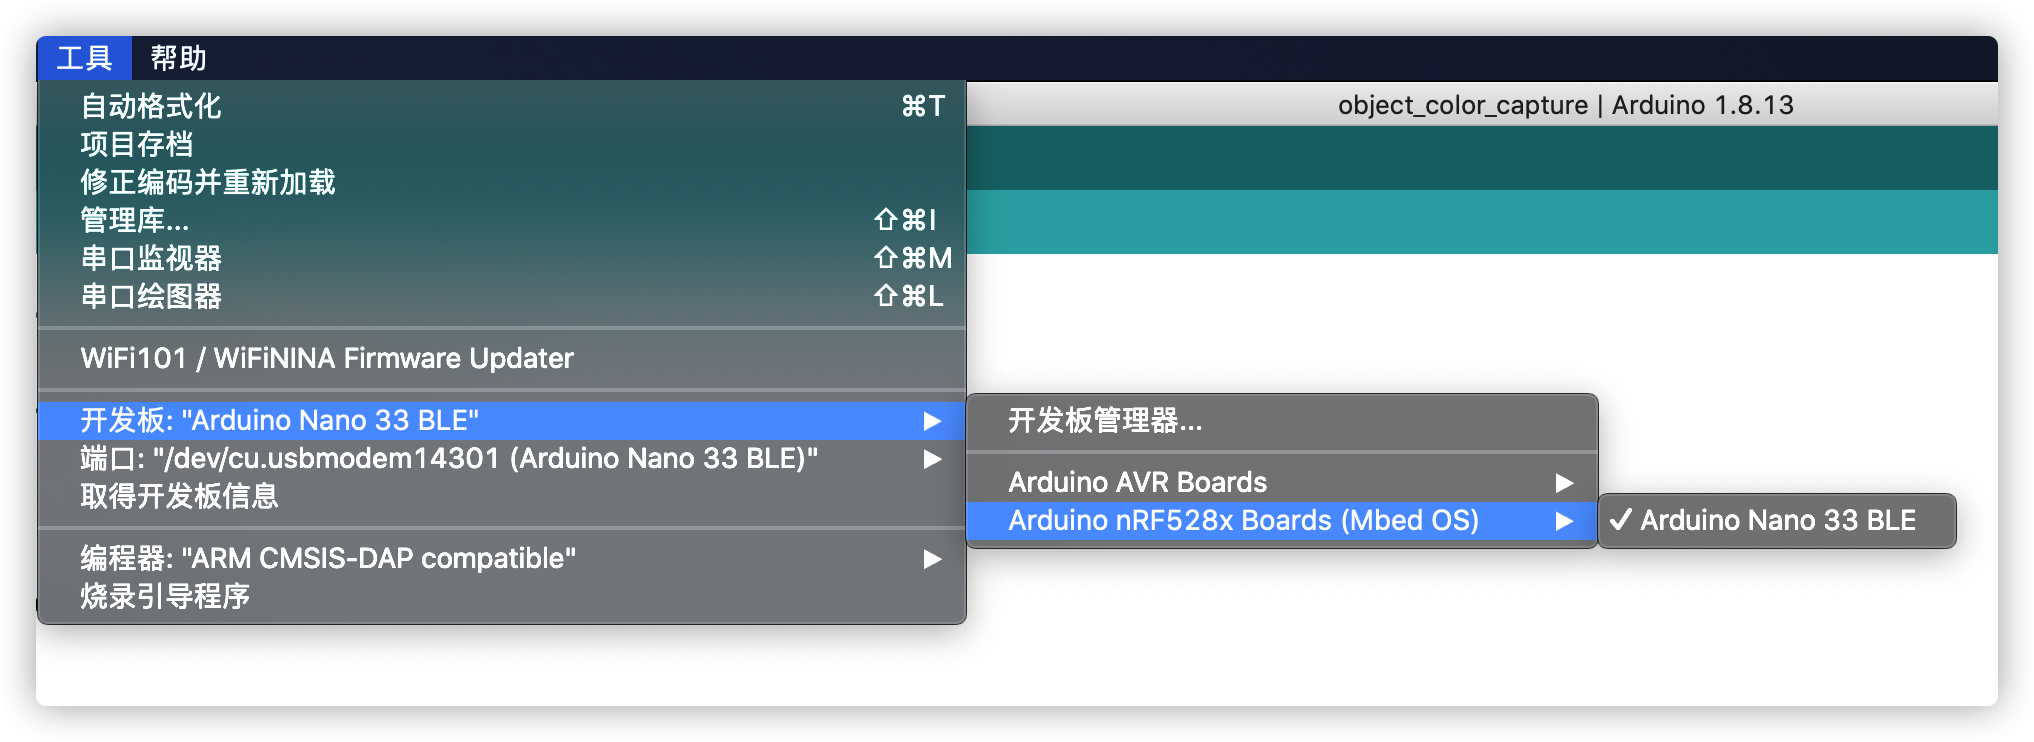 工具 帮助
object_color_capture | Arduino 1.8.13
自动格式化 ⌘T
项目存档
修正编码并重新加载
管理库... ⇧⌘I
串口监视器 ⇧⌘M
串口绘图器 ⇧⌘L
WiFi101 / WiFiNINA Firmware Updater
开发板: "Arduino Nano 33 BLE"
端口: "/dev/cu.usbmodem14301 (Arduino Nano 33 BLE)"
取得开发板信息
编程器: "ARM CMSIS-DAP compatible"
烧录引导程序
开发板管理器...
Arduino AVR Boards
Arduino nRF528x Boards (Mbed OS)
✓ Arduino Nano 33 BLE